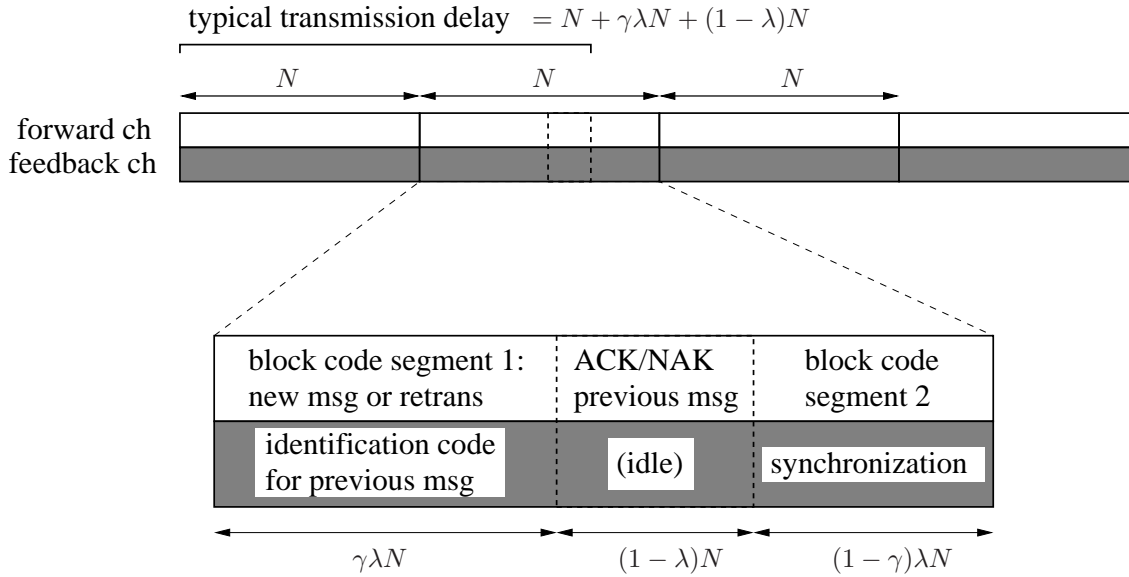 typical transmission delay = N + γλN + (1 − λ)N
N N N
forward ch
feedback ch
block code segment 1:
new msg or retrans
ACK/NAK
previous msg
block code
segment 2
identification code
for previous msg
(idle)
synchronization
γλN (1 − λ)N (1 − γ)λN